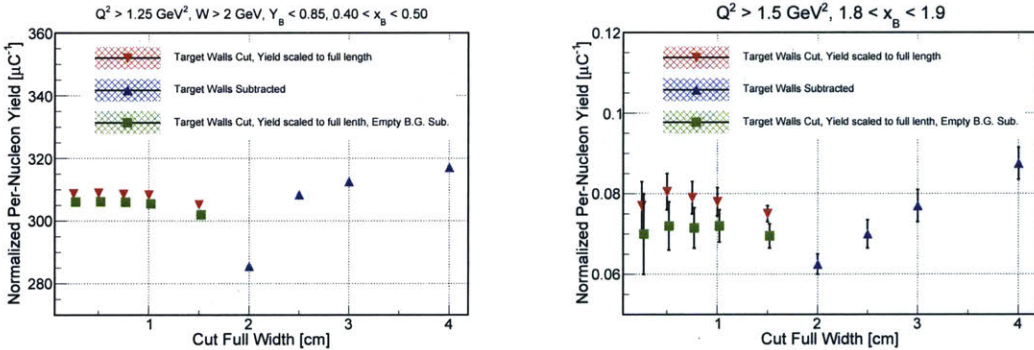 Q² > 1.25 GeV², W > 2 GeV, Y_B < 0.85, 0.40 < x_B < 0.50
Normalized Per-Nucleon Yield [µC⁻¹]
360
340
320
300
280
Target Walls Cut, Yield scaled to full length
Target Walls Subtracted
Target Walls Cut, Yield scaled to full lenth, Empty B.G. Sub.
1 2 3 4
Cut Full Width [cm]
Q² > 1.5 GeV², 1.8 < x_B < 1.9
Normalized Per-Nucleon Yield [µC⁻¹]
0.12
0.1
0.08
0.06
Target Walls Cut, Yield scaled to full length
Target Walls Subtracted
Target Walls Cut, Yield scaled to full lenth, Empty B.G. Sub.
1 2 3 4
Cut Full Width [cm]